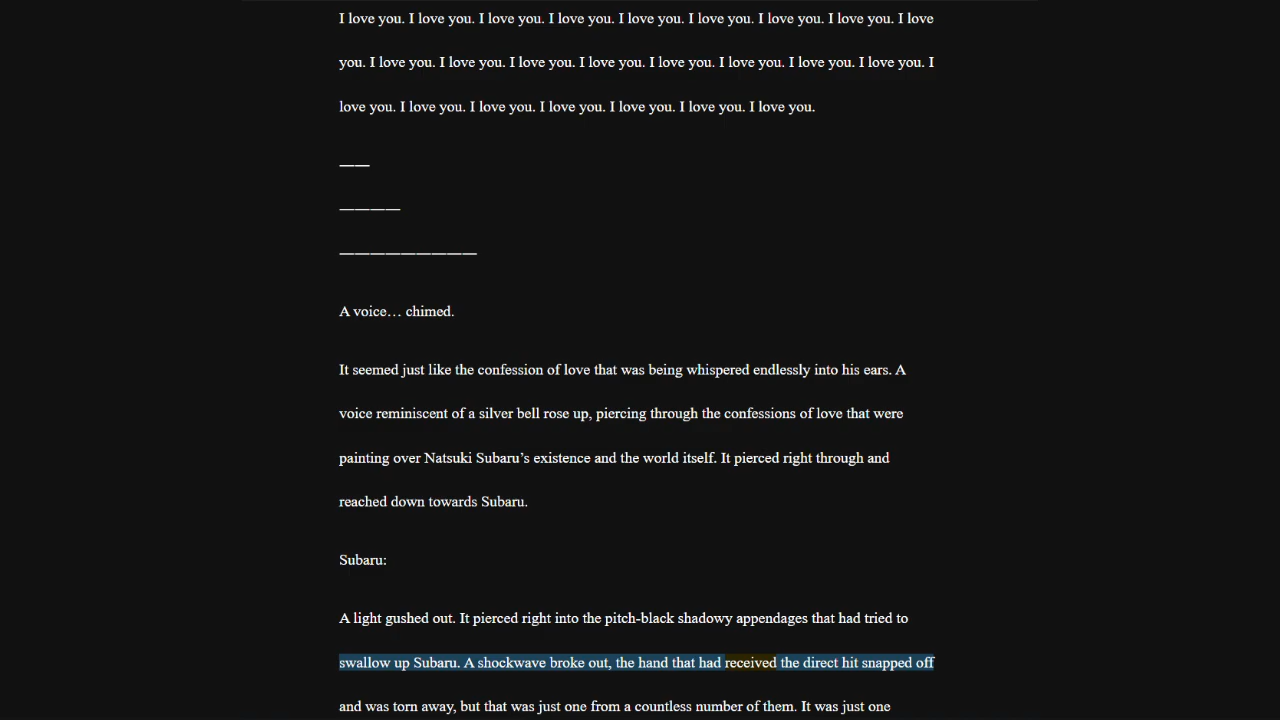 I love you. I love you. I love you. I love you. I love you. I love you. I love you. I love you. I love
you. I love you. I love you. I love you. I love you. I love you. I love you. I love you. I love you. I
love you. I love you. I love you. I love you. I love you. I love you. I love you.
——
————
—————————
A voice… chimed.
It seemed just like the confession of love that was being whispered endlessly into his ears. A
voice reminiscent of a silver bell rose up, piercing through the confessions of love that were
painting over Natsuki Subaru’s existence and the world itself. It pierced right through and
reached down towards Subaru.
Subaru:
A light gushed out. It pierced right into the pitch-black shadowy appendages that had tried to
swallow up Subaru. A shockwave broke out, the hand that had received the direct hit snapped off
and was torn away, but that was just one from a countless number of them. It was just one